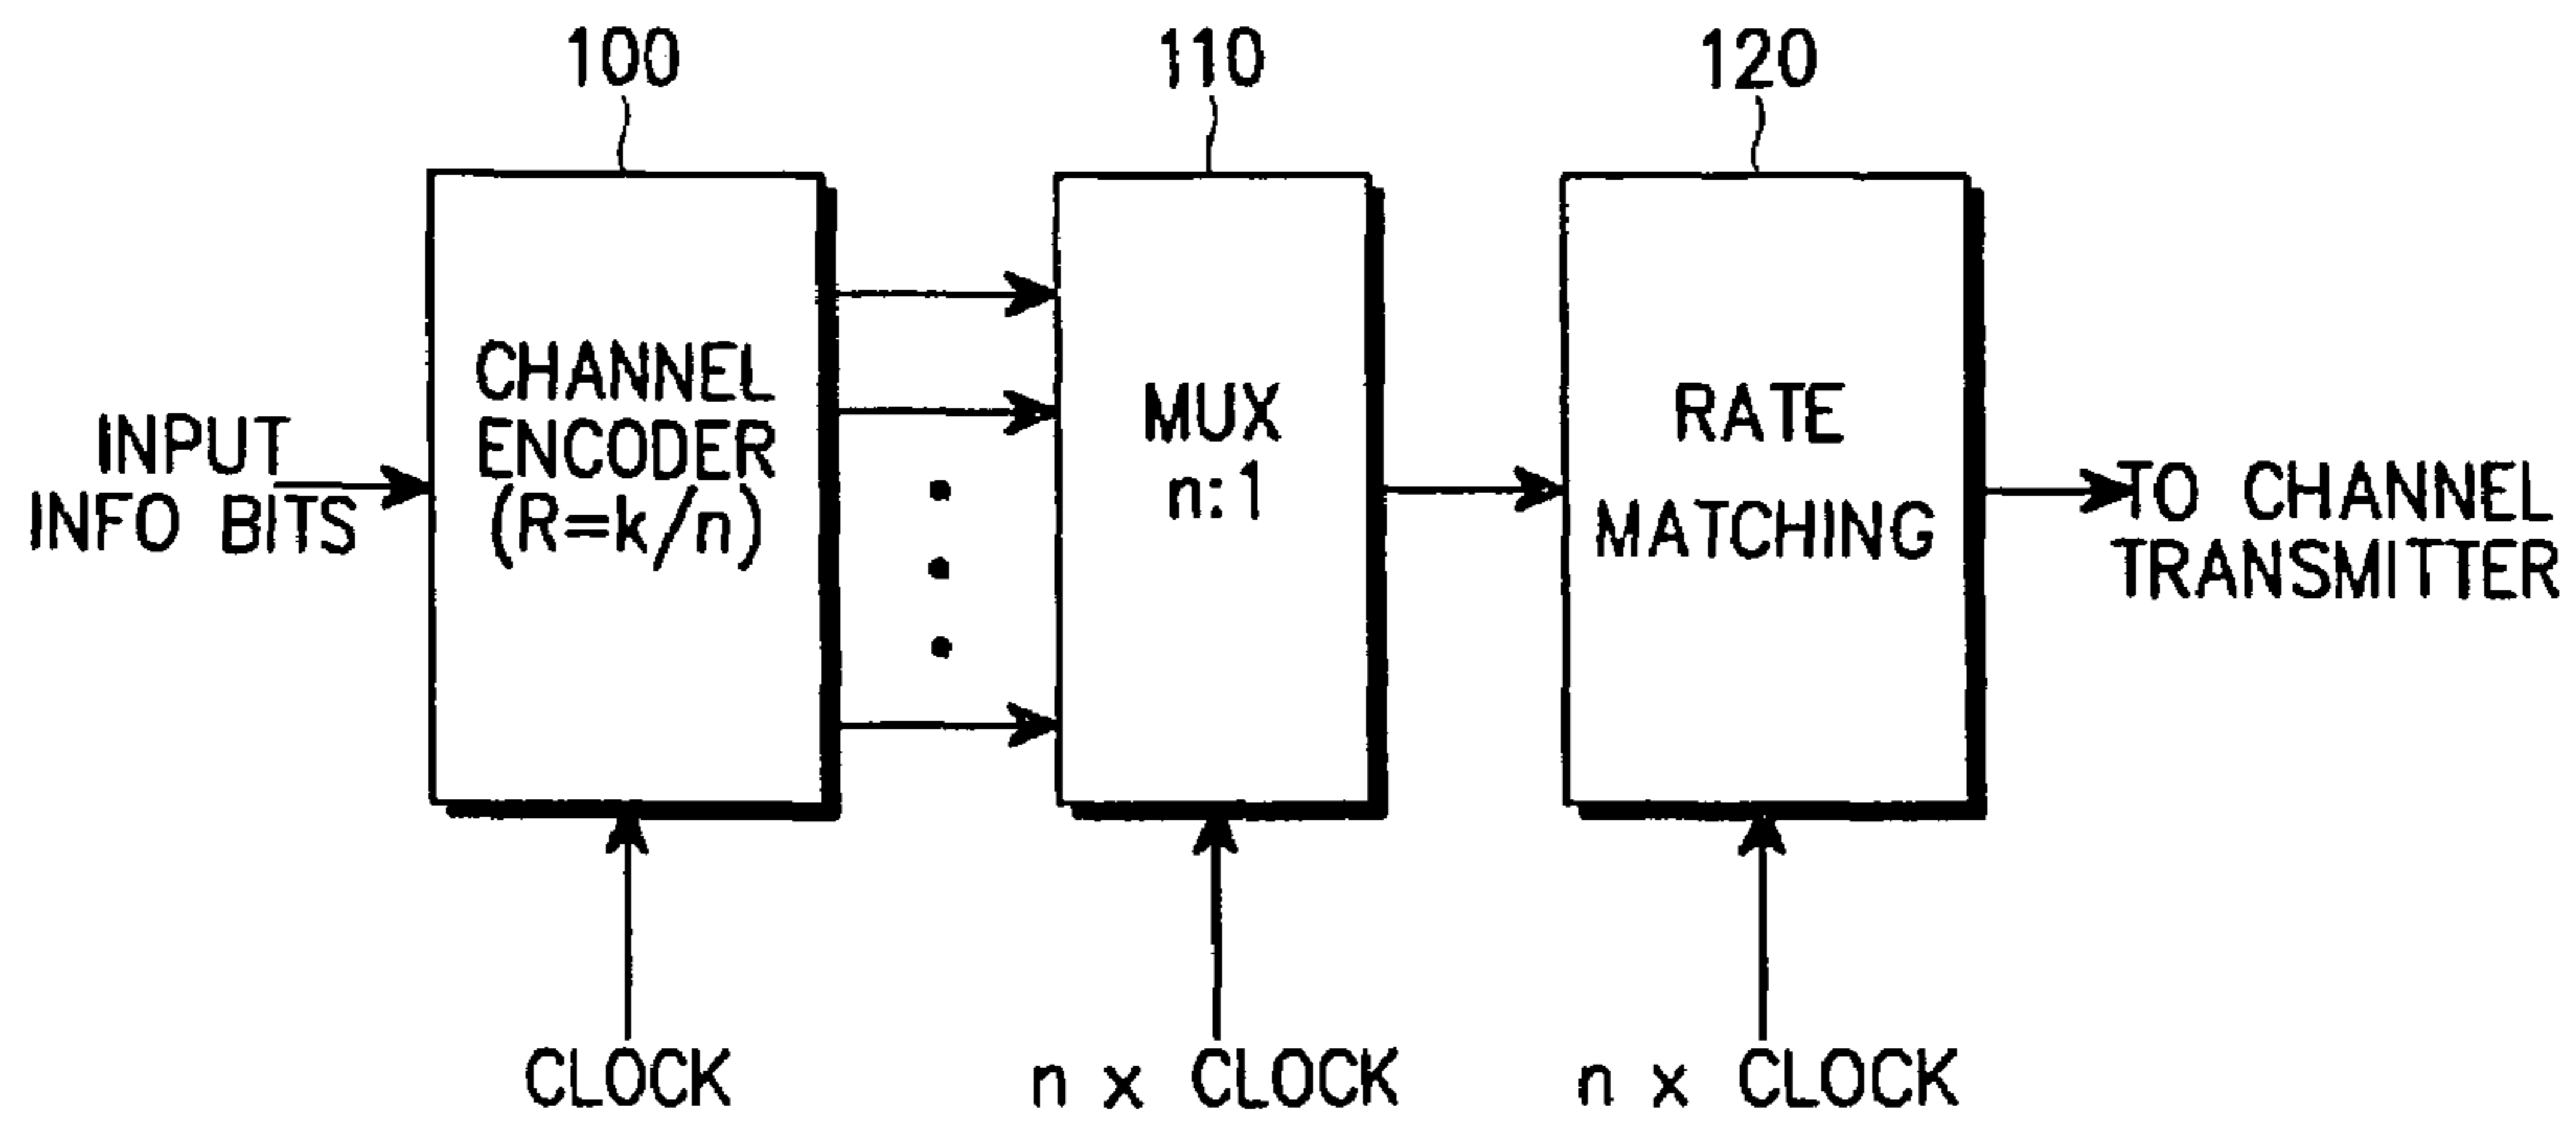 100
110
120
INPUT
INFO BITS
CHANNEL
ENCODER
(R=k/n)
MUX
n:1
RATE
MATCHING
TO CHANNEL
TRANSMITTER
CLOCK
n x CLOCK
n x CLOCK